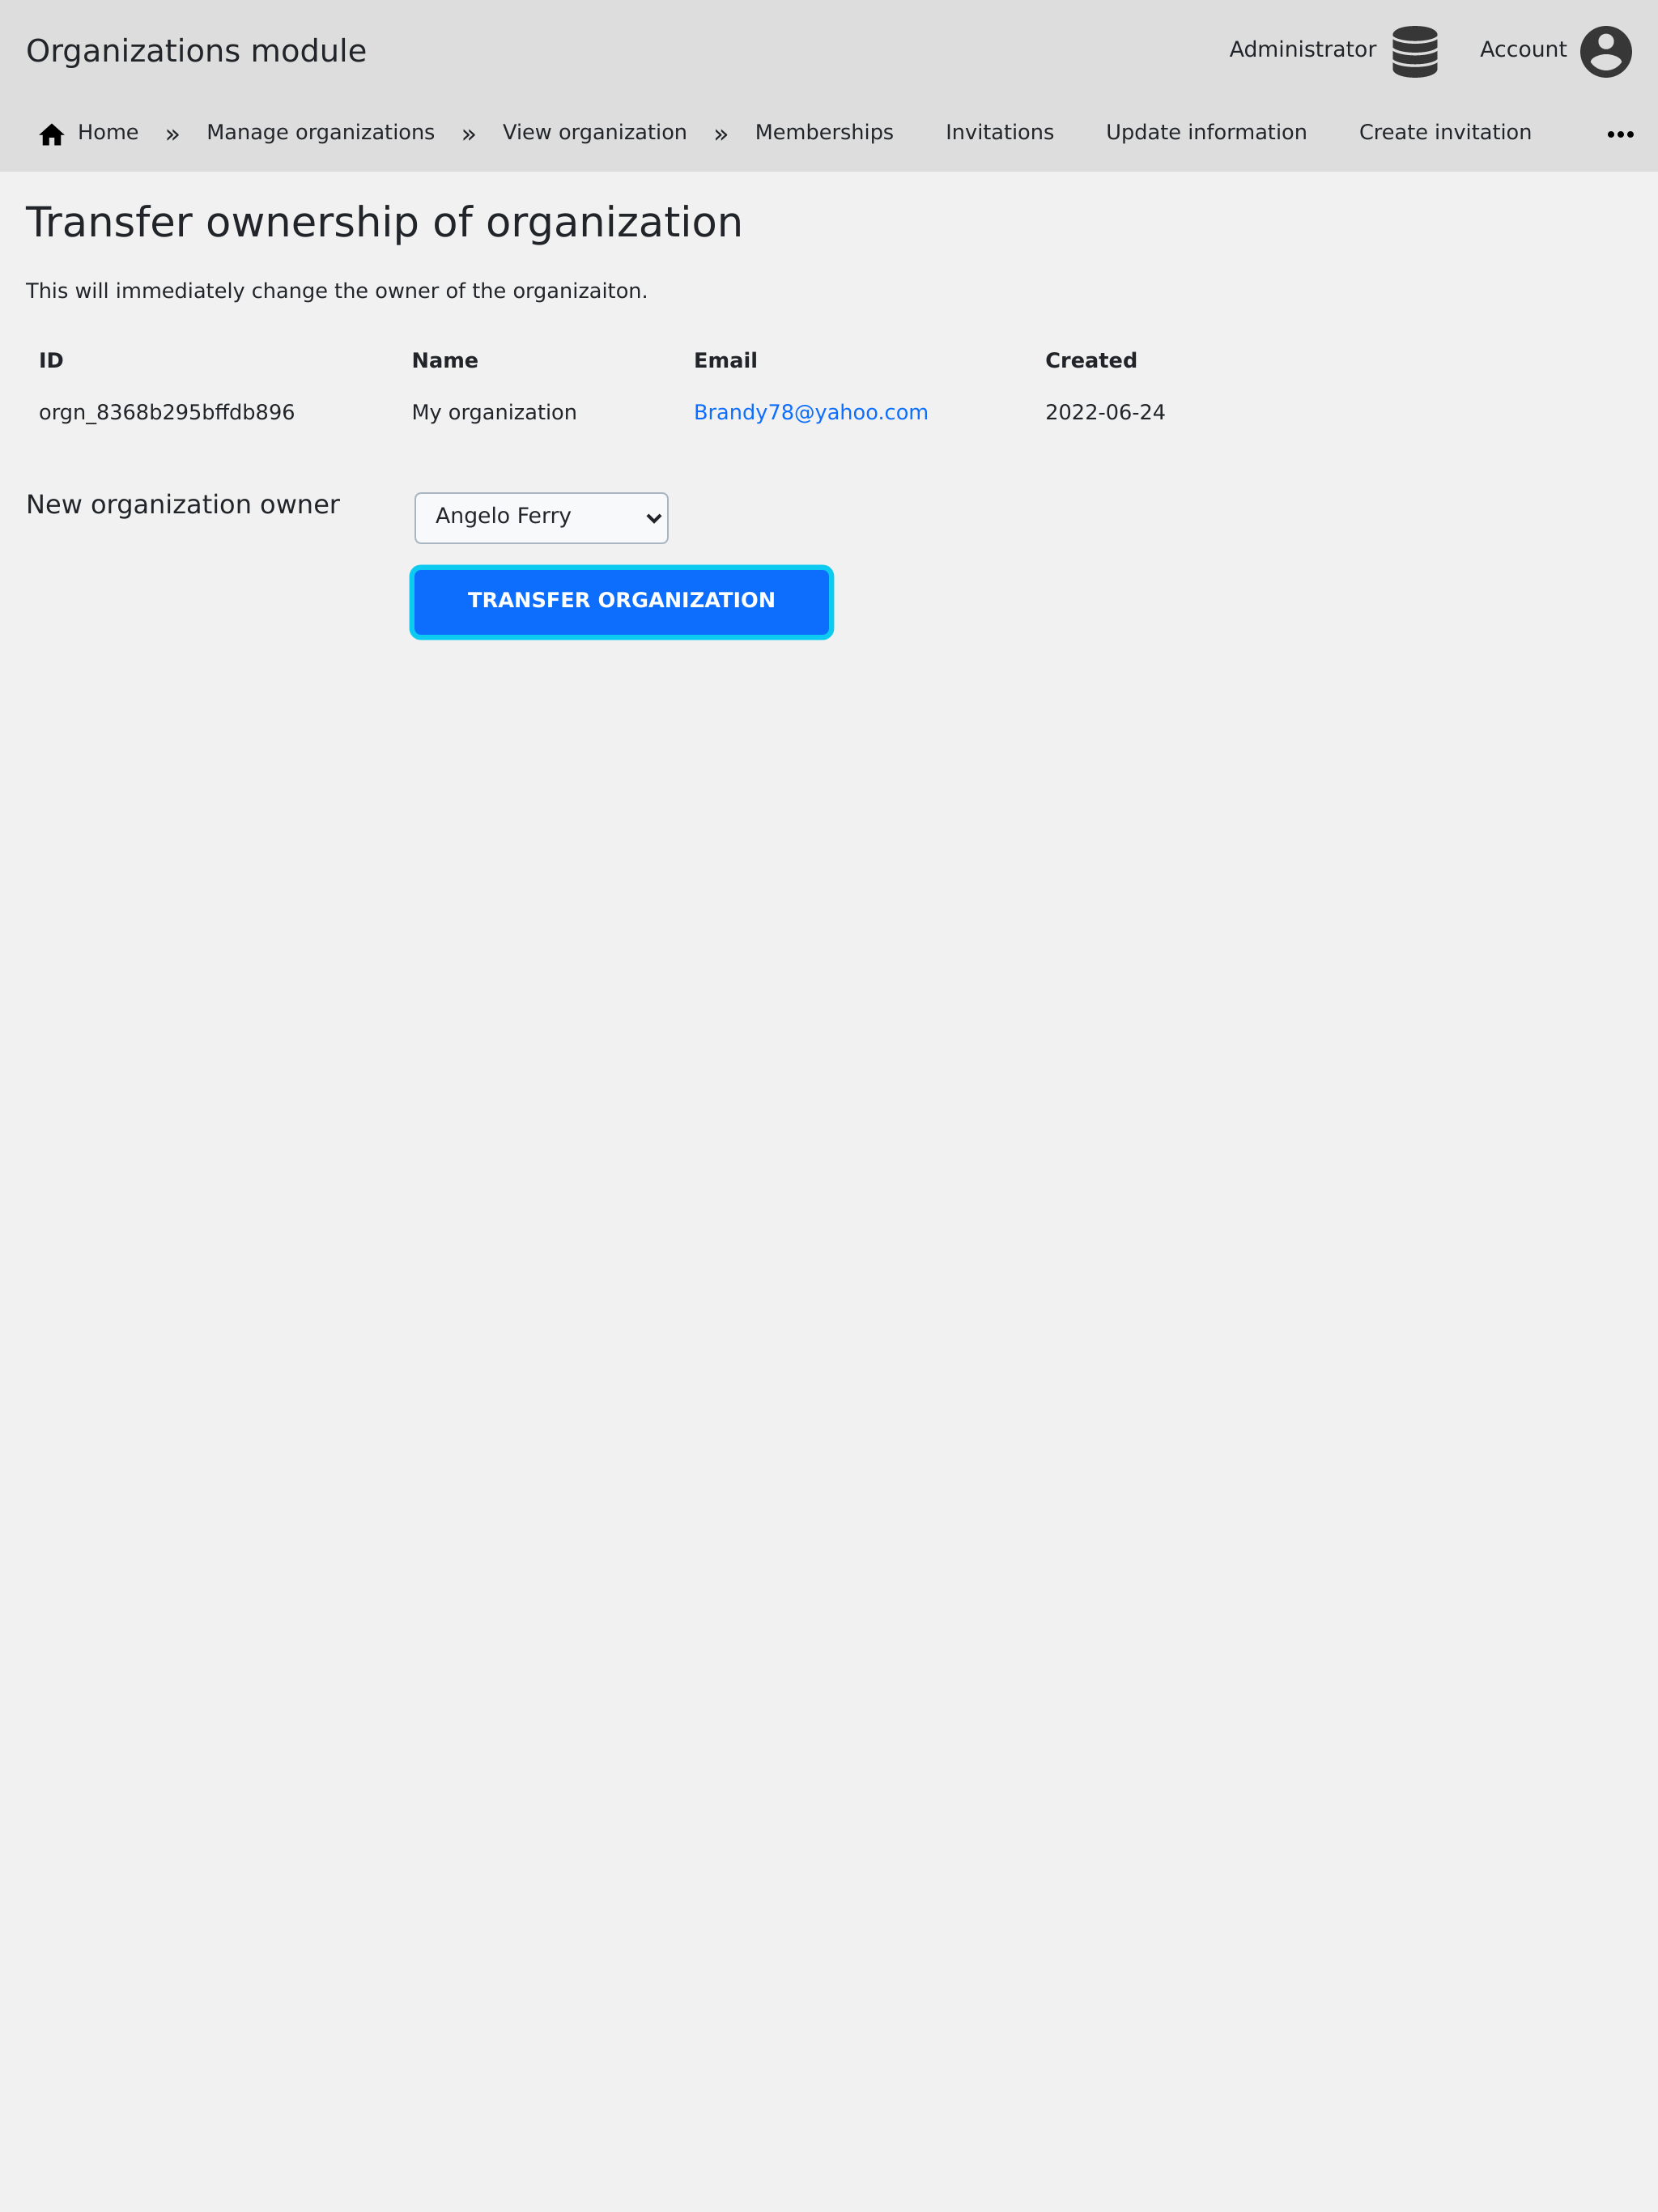 Organizations module
Administrator
Account
Home » Manage organizations » View organization » Memberships Invitations Update information Create invitation
Transfer ownership of organization
This will immediately change the owner of the organizaiton.
ID Name Email Created
orgn_8368b295bffdb896 My organization Brandy78@yahoo.com 2022-06-24
New organization owner
Angelo Ferry
TRANSFER ORGANIZATION